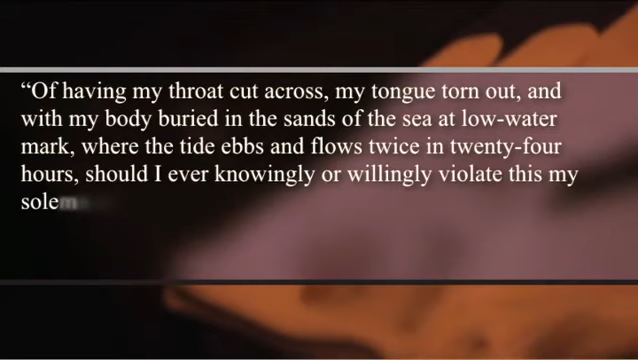 “Of having my throat cut across, my tongue torn out, and
with my body buried in the sands of the sea at low-water
mark, where the tide ebbs and flows twice in twenty-four
hours, should I ever knowingly or willingly violate this my
solem